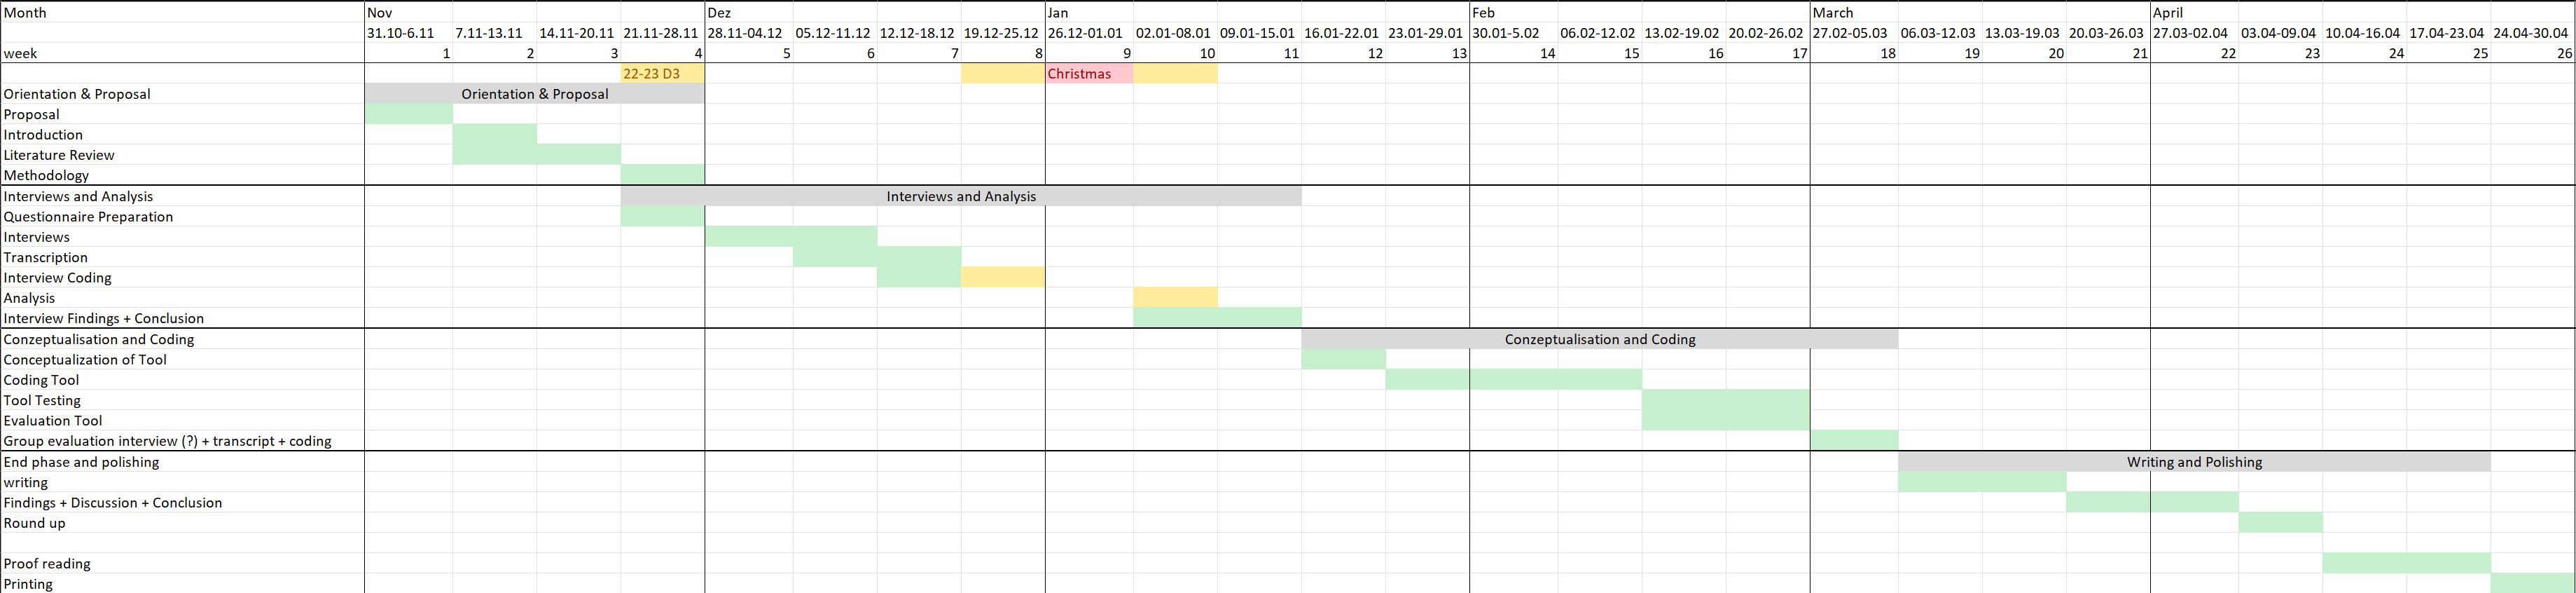 Month Nov Dez Jan Feb March April
31.10-6.11 7.11-13.11 14.11-20.11 21.11-28.11 28.11-04.12 05.12-11.12 12.12-18.12 19.12-25.12 26.12-01.01 02.01-08.01 09.01-15.01 16.01-22.01 23.01-29.01 30.01-5.02 06.02-12.02 13.02-19.02 20.02-26.02 27.02-05.03 06.03-12.03 13.03-19.03 20.03-26.03 27.03-02.04 03.04-09.04 10.04-16.04 17.04-23.04 24.04-30.04
week 1 2 3 4 5 6 7 8 9 10 11 12 13 14 15 16 17 18 19 20 21 22 23 24 25 26
22-23 D3 Christmas
Orientation & Proposal Orientation & Proposal
Proposal
Introduction
Literature Review
Methodology
Interviews and Analysis Interviews and Analysis
Questionnaire Preparation
Interviews
Transcription
Interview Coding
Analysis
Interview Findings + Conclusion
Conzeptualisation and Coding Conzeptualisation and Coding
Conceptualization of Tool
Coding Tool
Tool Testing
Evaluation Tool
Group evaluation interview (?) + transcript + coding
End phase and polishing Writing and Polishing
writing
Findings + Discussion + Conclusion
Round up
Proof reading
Printing